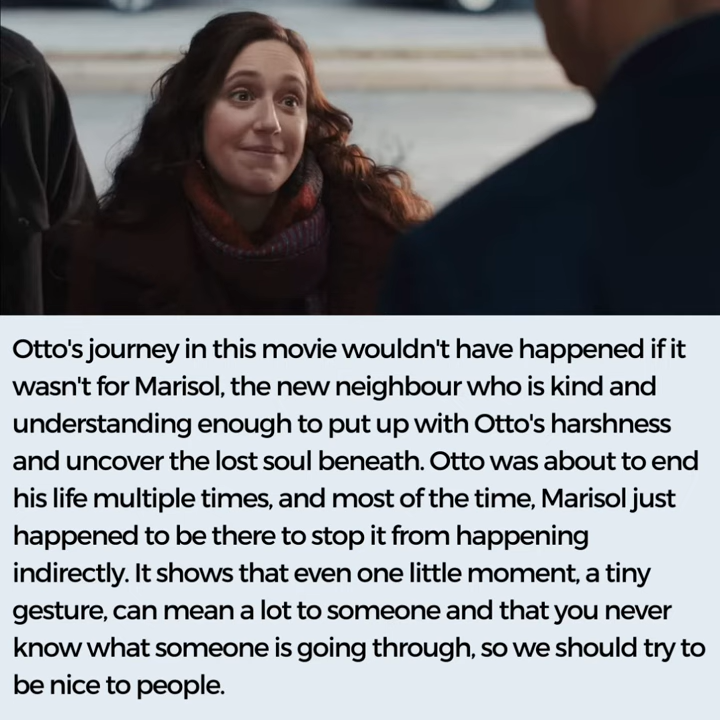 Otto's journey in this movie wouldn't have happened if it
wasn't for Marisol, the new neighbour who is kind and
understanding enough to put up with Otto's harshness
and uncover the lost soul beneath. Otto was about to end
his life multiple times, and most of the time, Marisol just
happened to be there to stop it from happening
indirectly. It shows that even one little moment, a tiny
gesture, can mean a lot to someone and that you never
know what someone is going through, so we should try to
be nice to people.